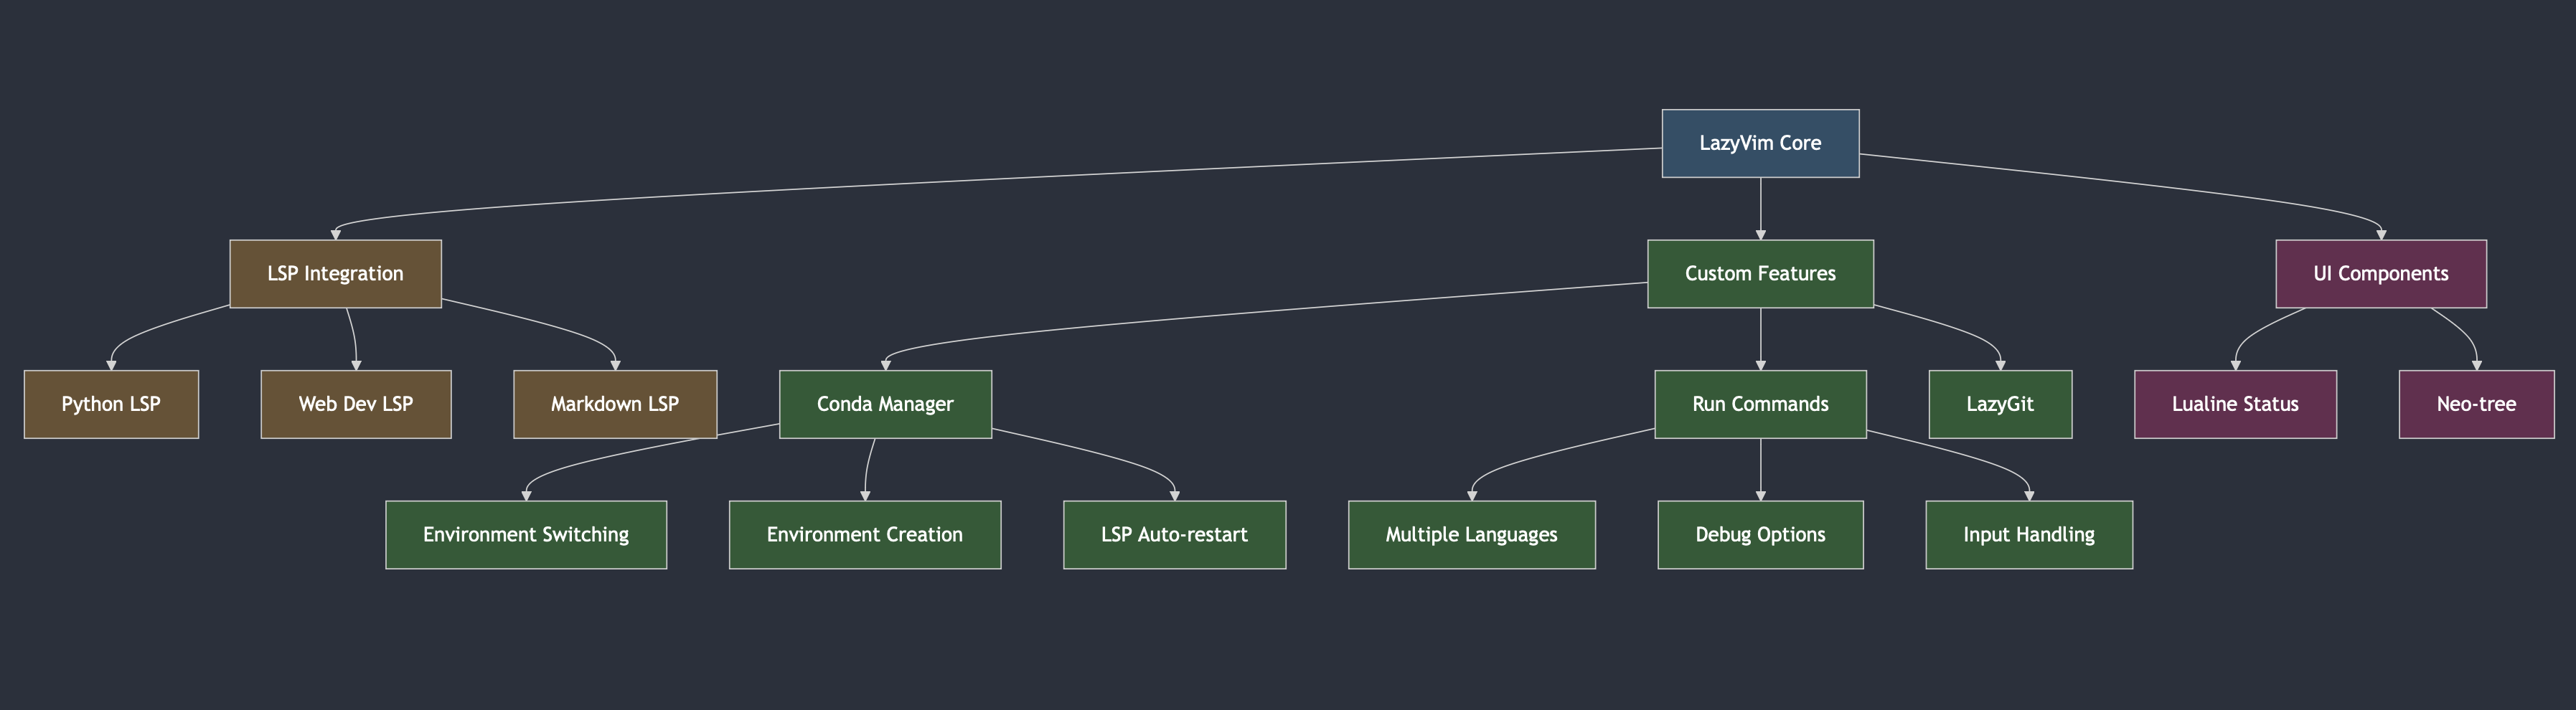 LazyVim Core
LSP Integration
Custom Features
UI Components
Python LSP
Web Dev LSP
Markdown LSP
Conda Manager
Run Commands
LazyGit
Lualine Status
Neo-tree
Environment Switching
Environment Creation
LSP Auto-restart
Multiple Languages
Debug Options
Input Handling